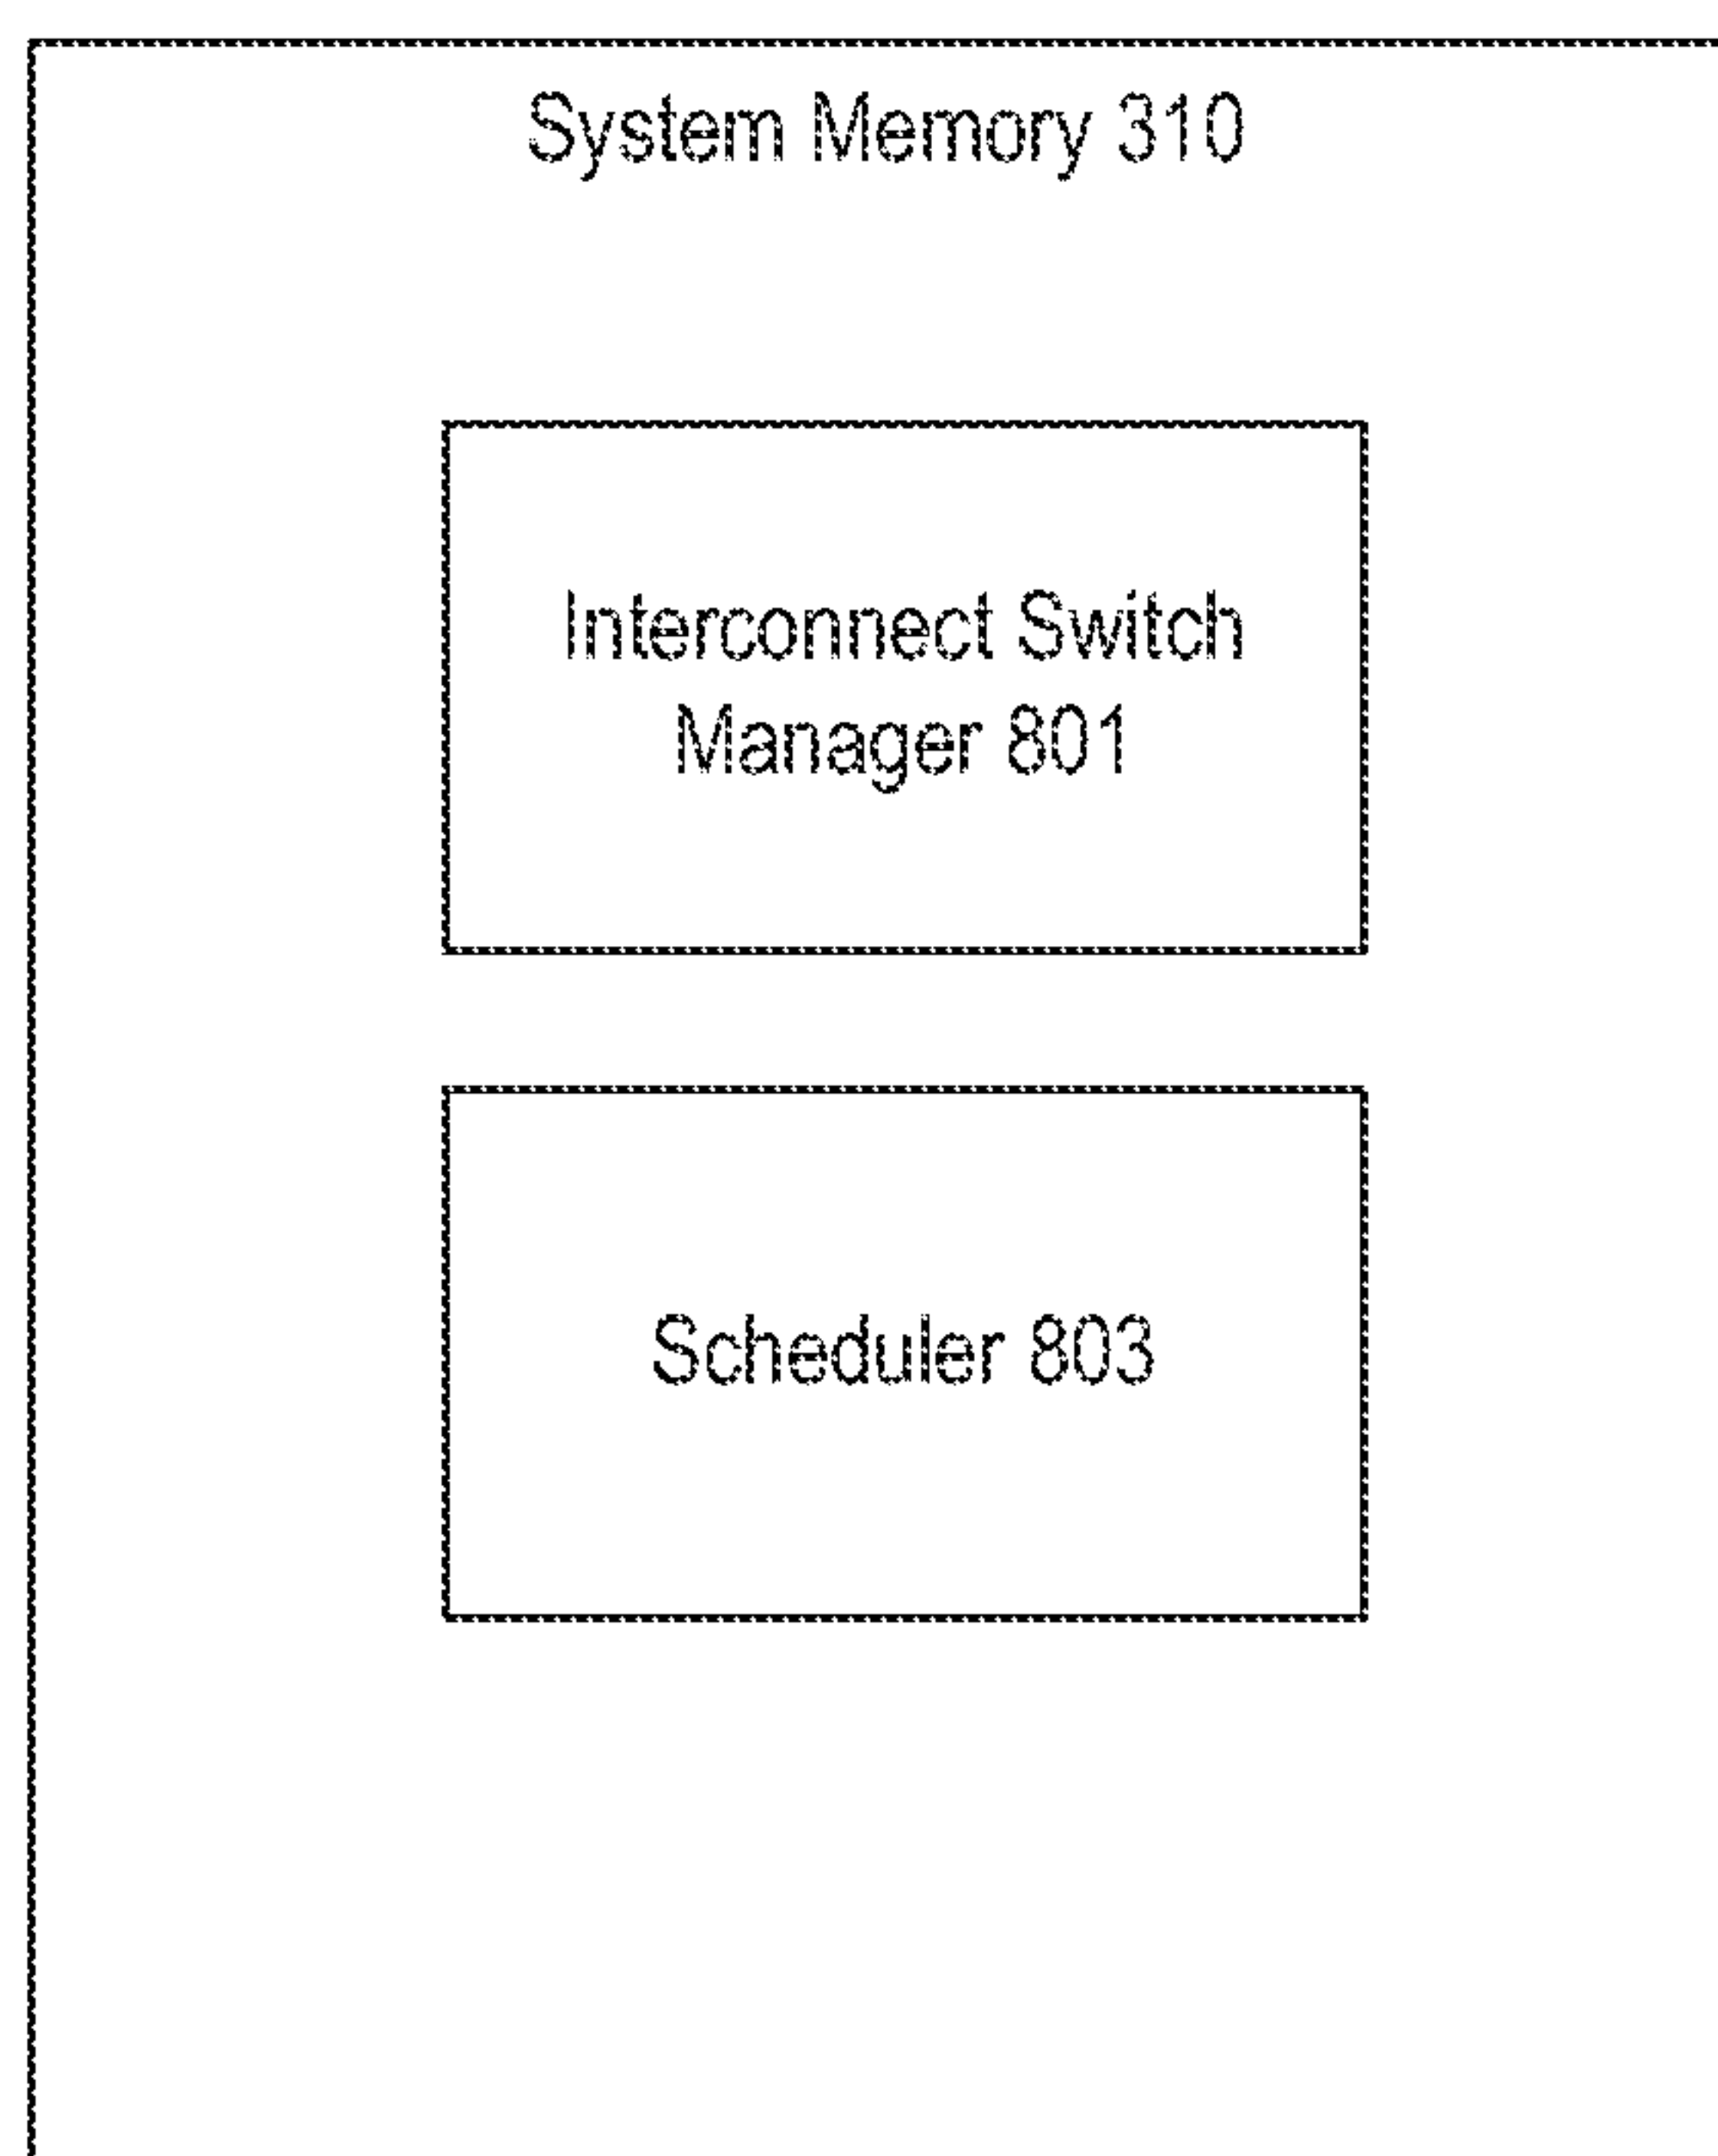 System Memory 310
Interconnect Switch
Manager 801
Scheduler 803